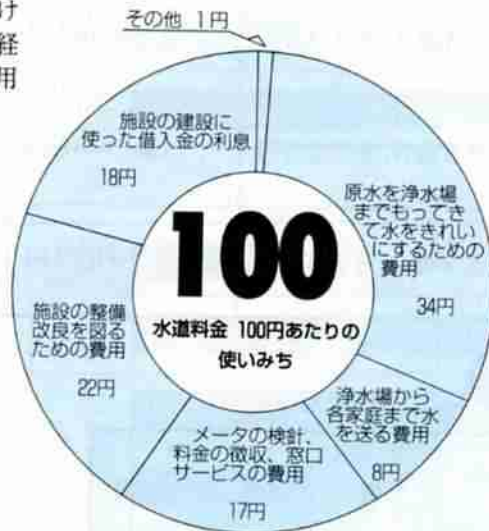 け
経
用
その他 1円
施設の建設に
使った借入金の利息
18円
原水を浄水場
までもってき
て水をきれい
にするための
費用
34円
100
水道料金 100円あたりの
使いみち
施設の整備
改良を図る
ための費用
22円
浄水場から
各家庭まで水
を送る費用
8円
メータの検針、
料金の徴収、窓口
サービスの費用
17円